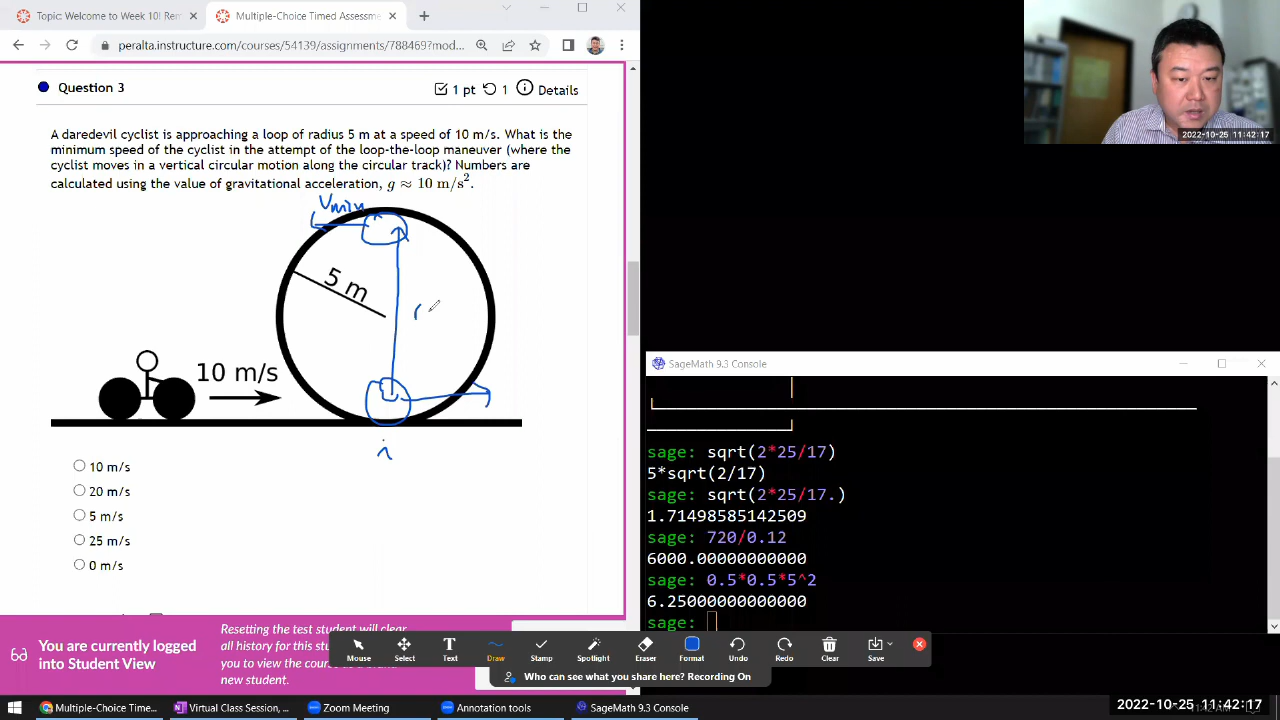 Topic: Welcome to Week 10! Rem
Multiple-Choice Timed Assessme
peralta.instructure.com/courses/54139/assignments/788469?mod...
2022-10-25 11:42:17
Question 3
1 pt
1
Details
A daredevil cyclist is approaching a loop of radius 5 m at a speed of 10 m/s. What is the
minimum speed of the cyclist in the attempt of the loop-the-loop maneuver (where the
cyclist moves in a vertical circular motion along the circular track)? Numbers are
calculated using the value of gravitational acceleration, g ≈ 10 m/s².
Vmin
5 m
10 m/s
i
10 m/s
20 m/s
5 m/s
25 m/s
0 m/s
SageMath 9.3 Console
sage: sqrt(2*25/17)
5*sqrt(2/17)
sage: sqrt(2*25/17.)
1.71498585142509
sage: 720/0.12
6000.00000000000
sage: 0.5*0.5*5^2
6.25000000000000
sage:
You are currently logged
into Student View
Resetting the test student will clear
all history for this stu
you to view the course as a bran
new student.
Mouse
Select
Text
Draw
Stamp
Spotlight
Eraser
Format
Undo
Redo
Clear
Save
Who can see what you share here? Recording On
Multiple-Choice Time...
Virtual Class Session, ...
Zoom Meeting
Annotation tools
SageMath 9.3 Console
2022-10-25 11:42:17